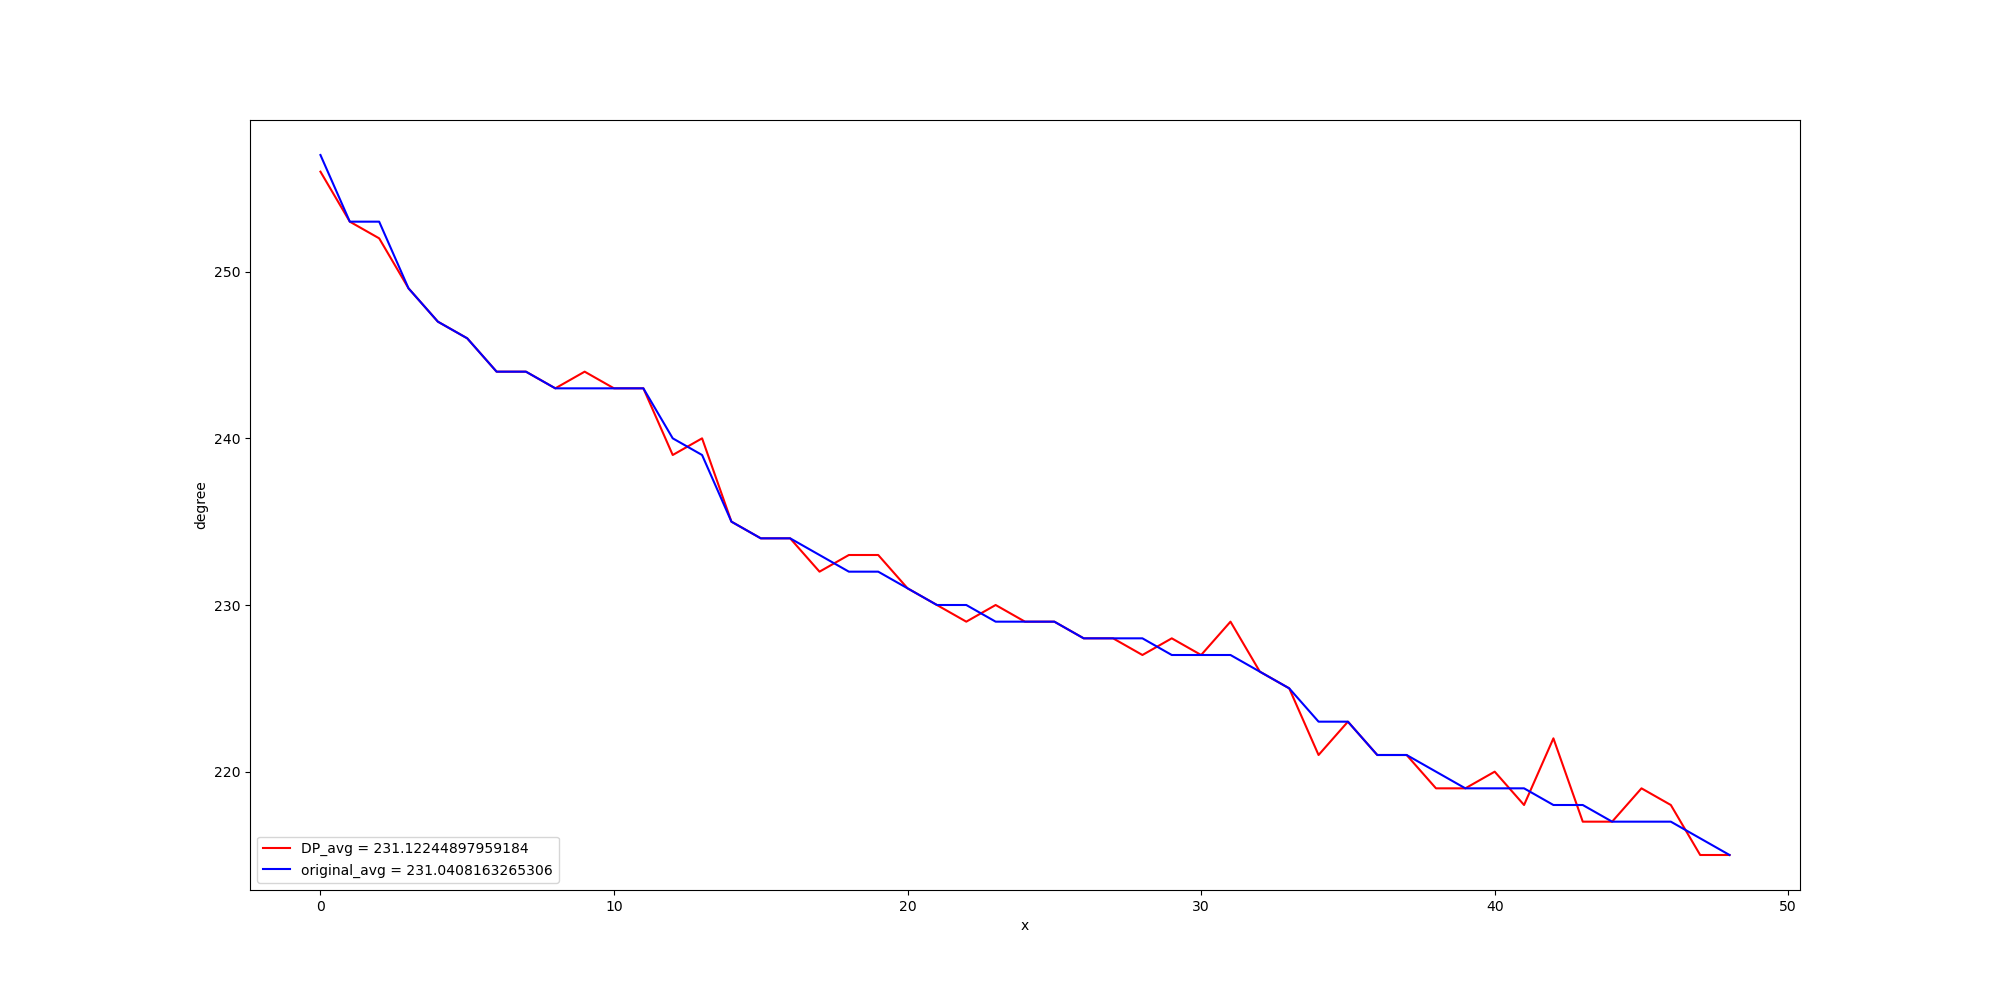 250
240
230
220
degree
DP_avg = 231.12244897959184
original_avg = 231.0408163265306
0 10 20 30 40 50
x